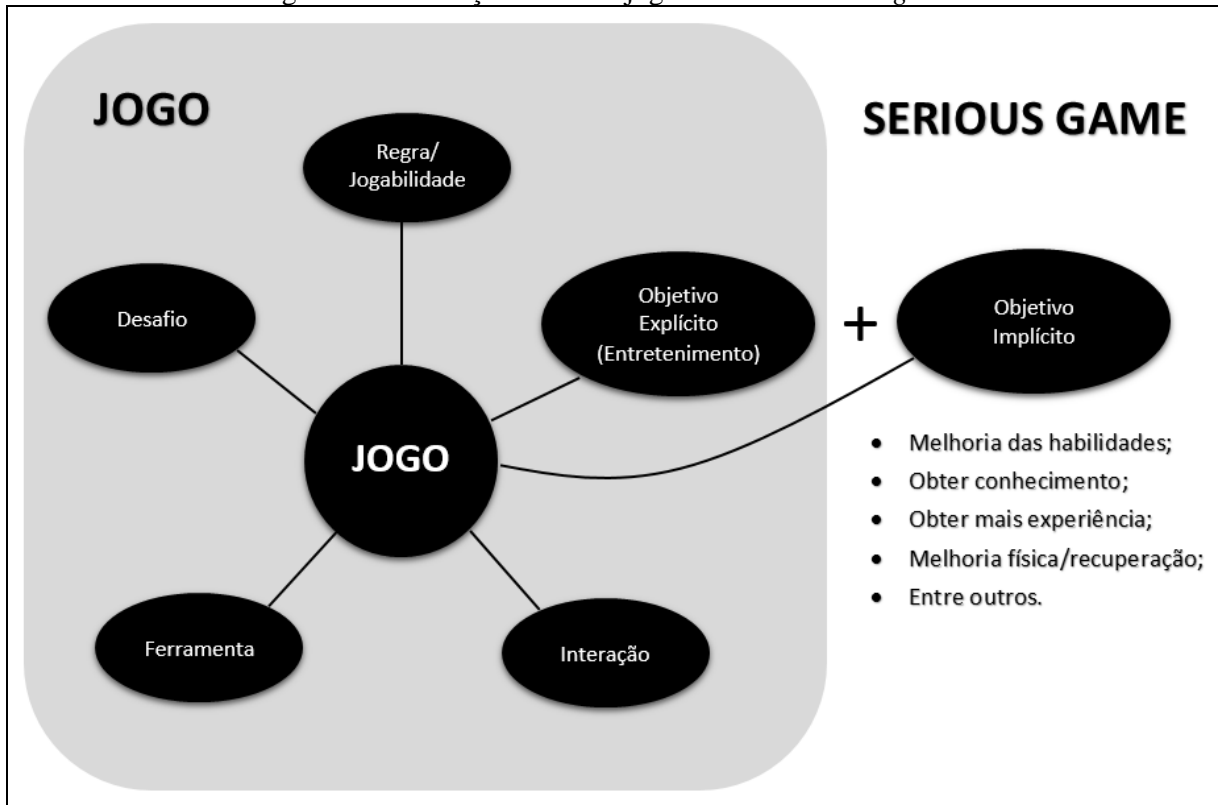 JOGO
SERIOUS GAME
Regra/
Jogabilidade
Desafio
Objetivo
Explícito
(Entretenimento)
+
Objetivo
Implícito
JOGO
• Melhoria das habilidades;
• Obter conhecimento;
• Obter mais experiência;
• Melhoria física/recuperação;
• Entre outros.
Ferramenta
Interação